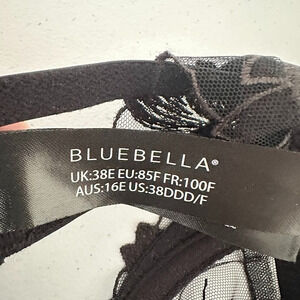 BLUEBELLA®
UK:38E EU:85F FR:100F
AUS:16E US:38DDD/F